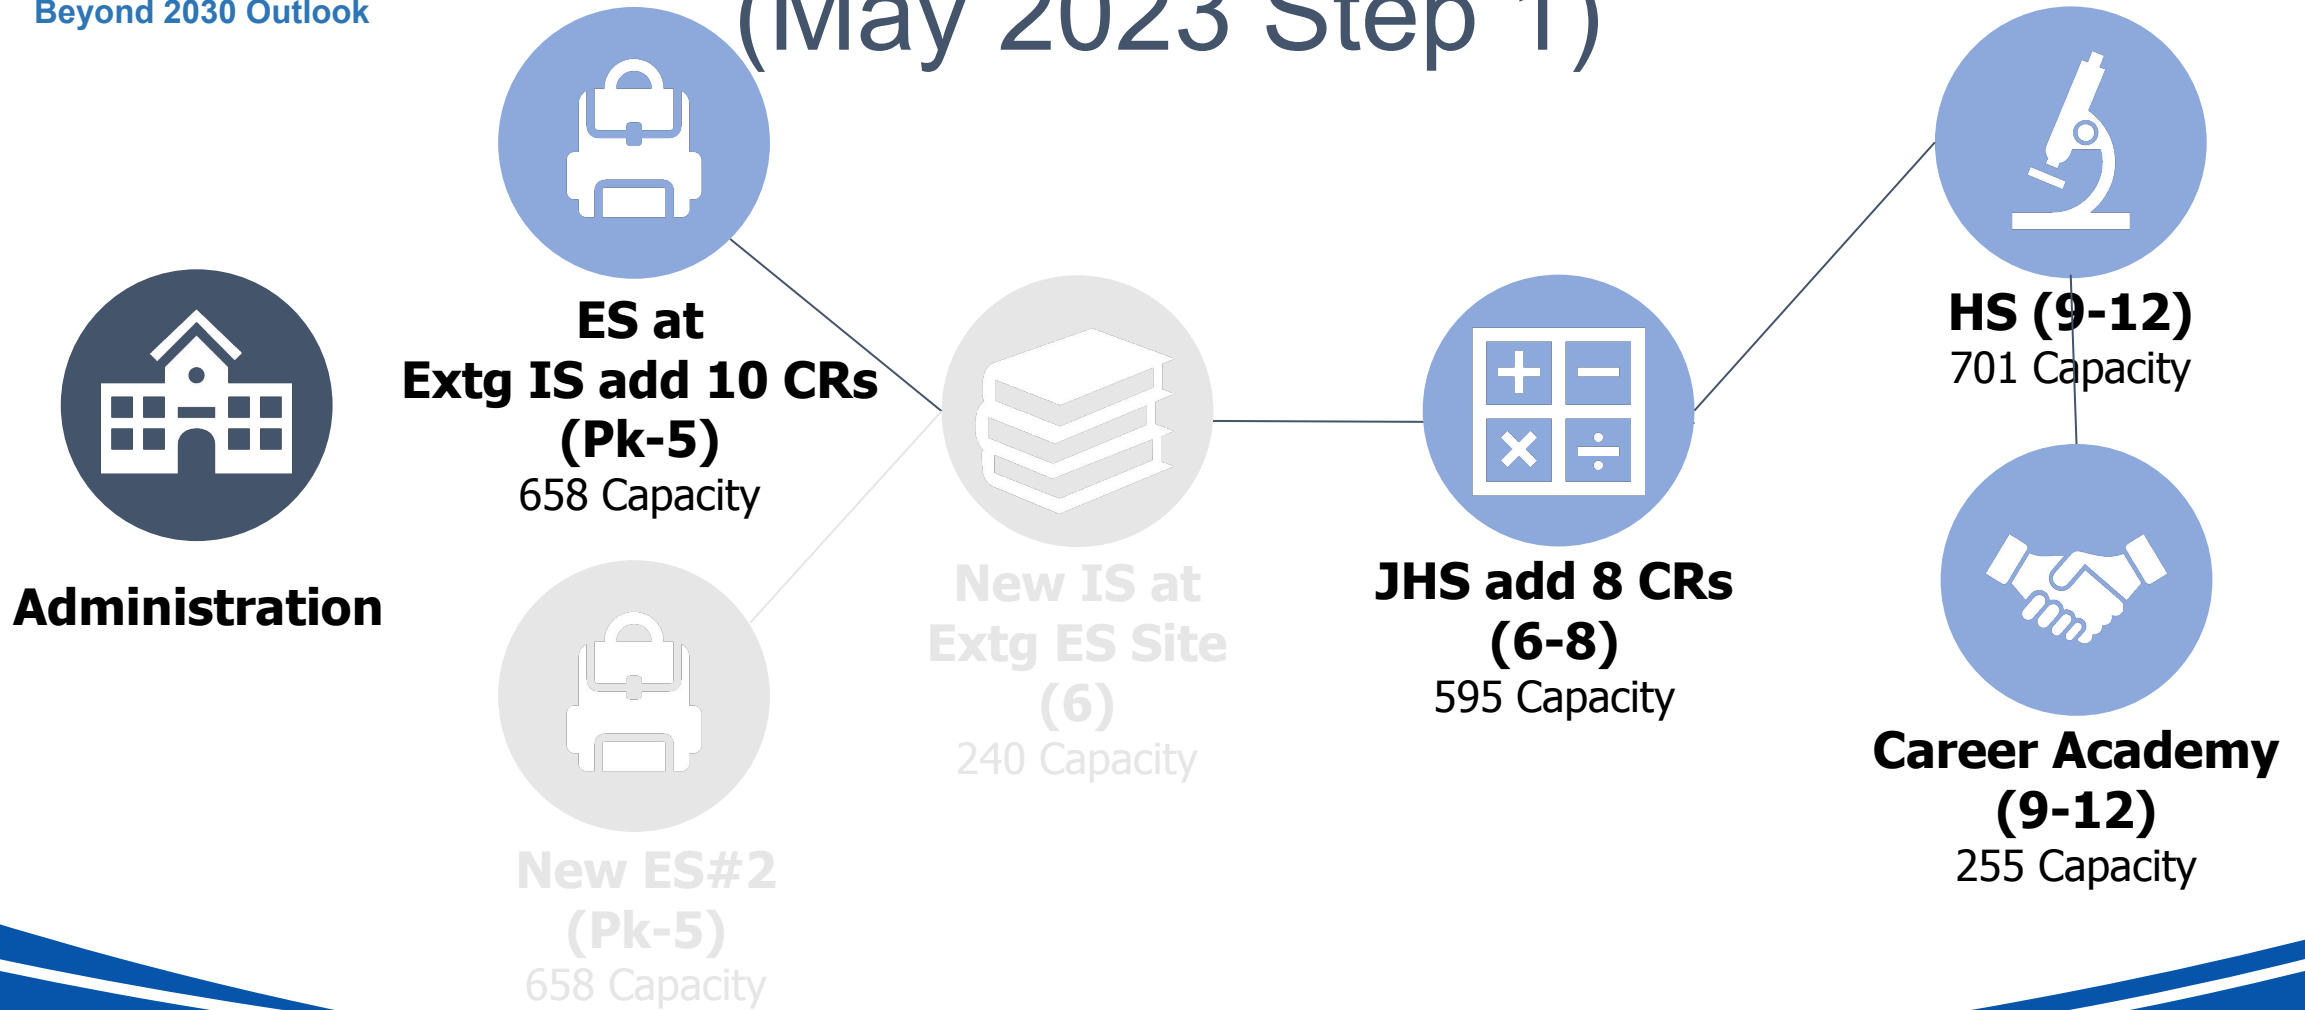 Beyond 2030 Outlook
(May 2023 Step 1)
Administration
ES at
Extg IS add 10 CRs
(Pk-5)
658 Capacity
New ES#2
(Pk-5)
658 Capacity
New IS at
Extg ES Site
(6)
240 Capacity
JHS add 8 CRs
(6-8)
595 Capacity
HS (9-12)
701 Capacity
Career Academy
(9-12)
255 Capacity